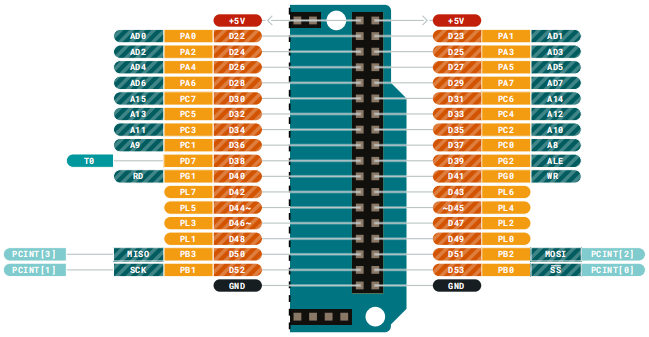 +5V +5V
AD0 PA0 D22 D23 PA1 AD1
AD2 PA2 D24 D25 PA3 AD3
AD4 PA4 D26 D27 PA5 AD5
AD6 PA6 D28 D29 PA7 AD7
A15 PC7 D30 D31 PC6 A14
A13 PC5 D32 D33 PC4 A12
A11 PC3 D34 D35 PC2 A10
A9 PC1 D36 D37 PC0 A8
T0 PD7 D38 D39 PG2 ALE
RD PG1 D40 D41 PG0 WR
PL7 D42 D43 PL6
PL5 D44~ ~D45 PL4
PL3 D46~ D47 PL2
PL1 D48 D49 PL0
PCINT[3] MISO PB3 D50 D51 PB2 MOSI PCINT[2]
PCINT[1] SCK PB1 D52 D53 PB0 SS PCINT[0]
GND GND